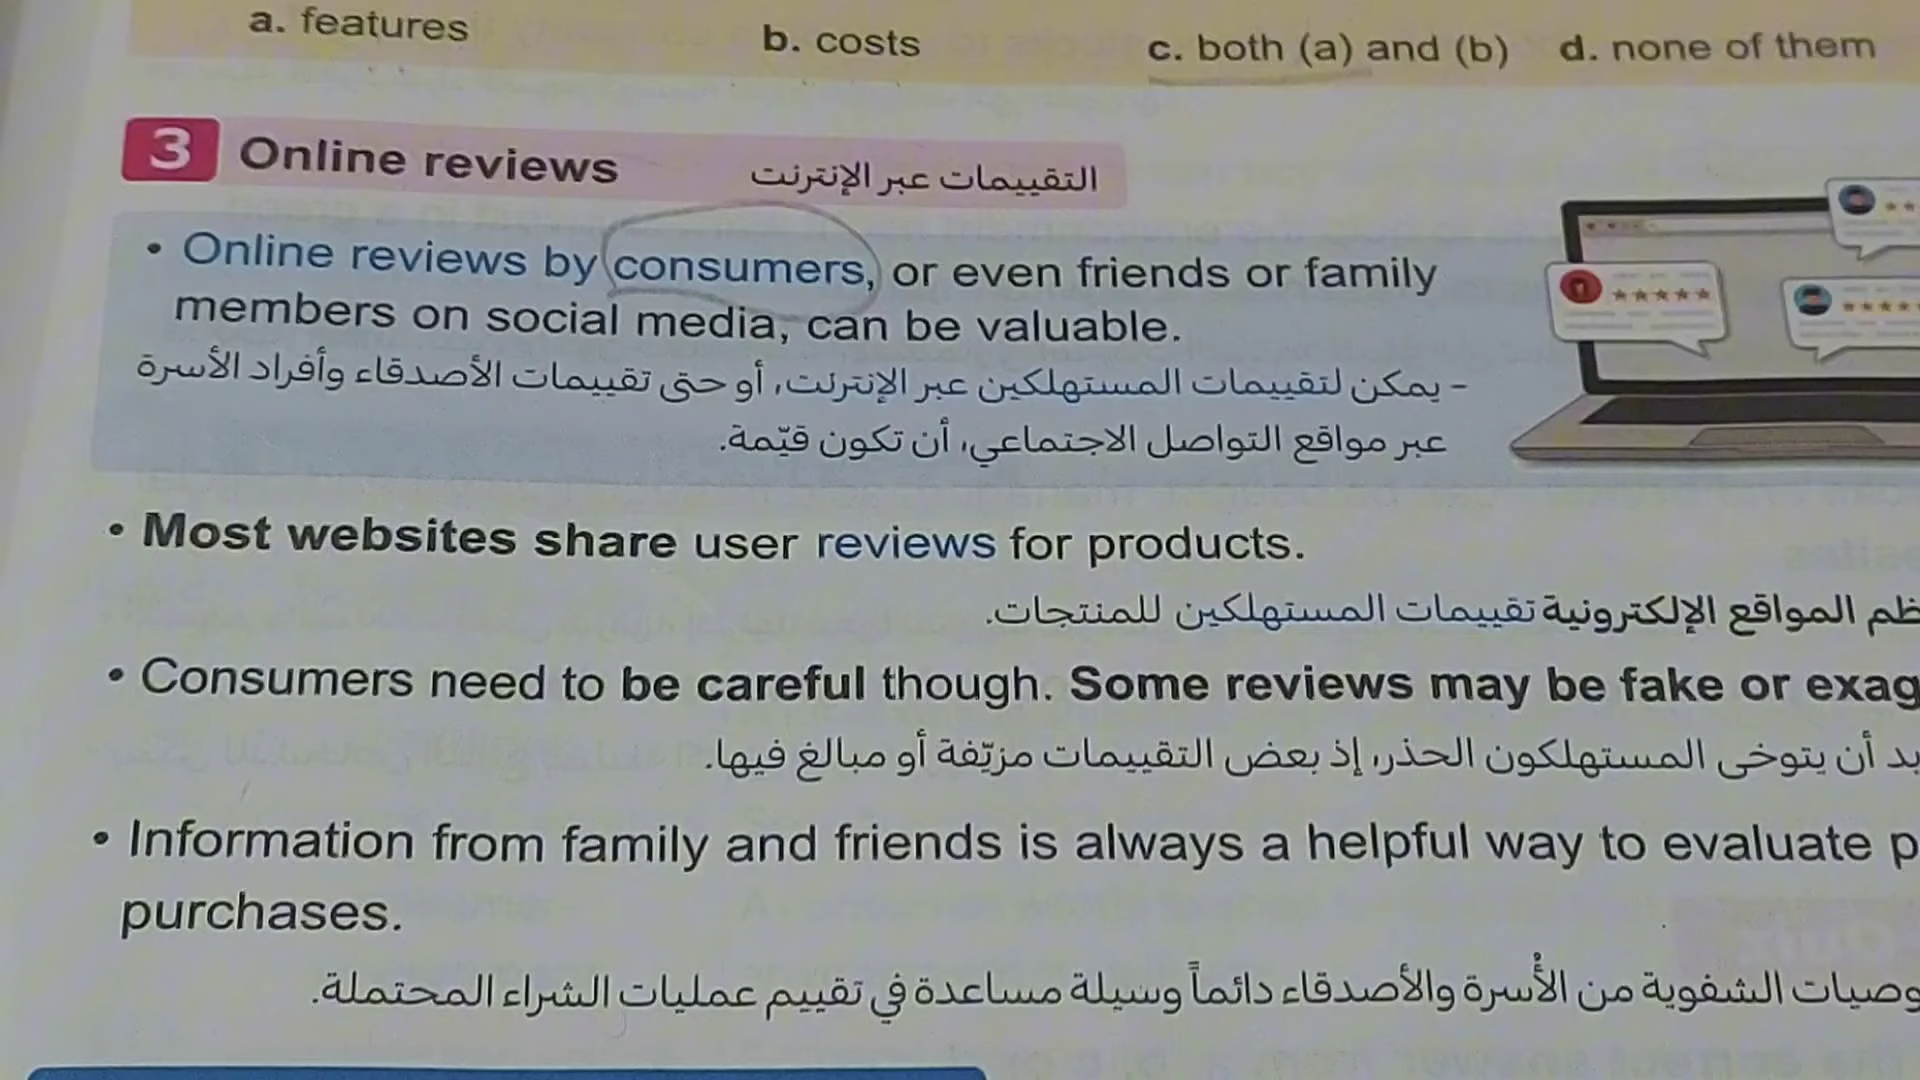 a. features b. costs c. both (a) and (b) d. none of them
3 Online reviews التقييمات عبر الإنترنت
• Online reviews by consumers, or even friends or family
members on social media, can be valuable.
- يمكن لتقييمات المستهلكين عبر الإنترنت، أو حتى تقييمات الأصدقاء وأفراد الأسرة
عبر مواقع التواصل الاجتماعي، أن تكون قيّمة.
• Most websites share user reviews for products.
ظم المواقع الإلكترونية تقييمات المستهلكين للمنتجات.
• Consumers need to be careful though. Some reviews may be fake or exag
بد أن يتوخى المستهلكون الحذر، إذ بعض التقييمات مزيّفة أو مبالغ فيها.
• Information from family and friends is always a helpful way to evaluate p
purchases.
وصيات الشفوية من الأُسرة والأصدقاء دائماً وسيلة مساعدة في تقييم عمليات الشراء المحتملة.